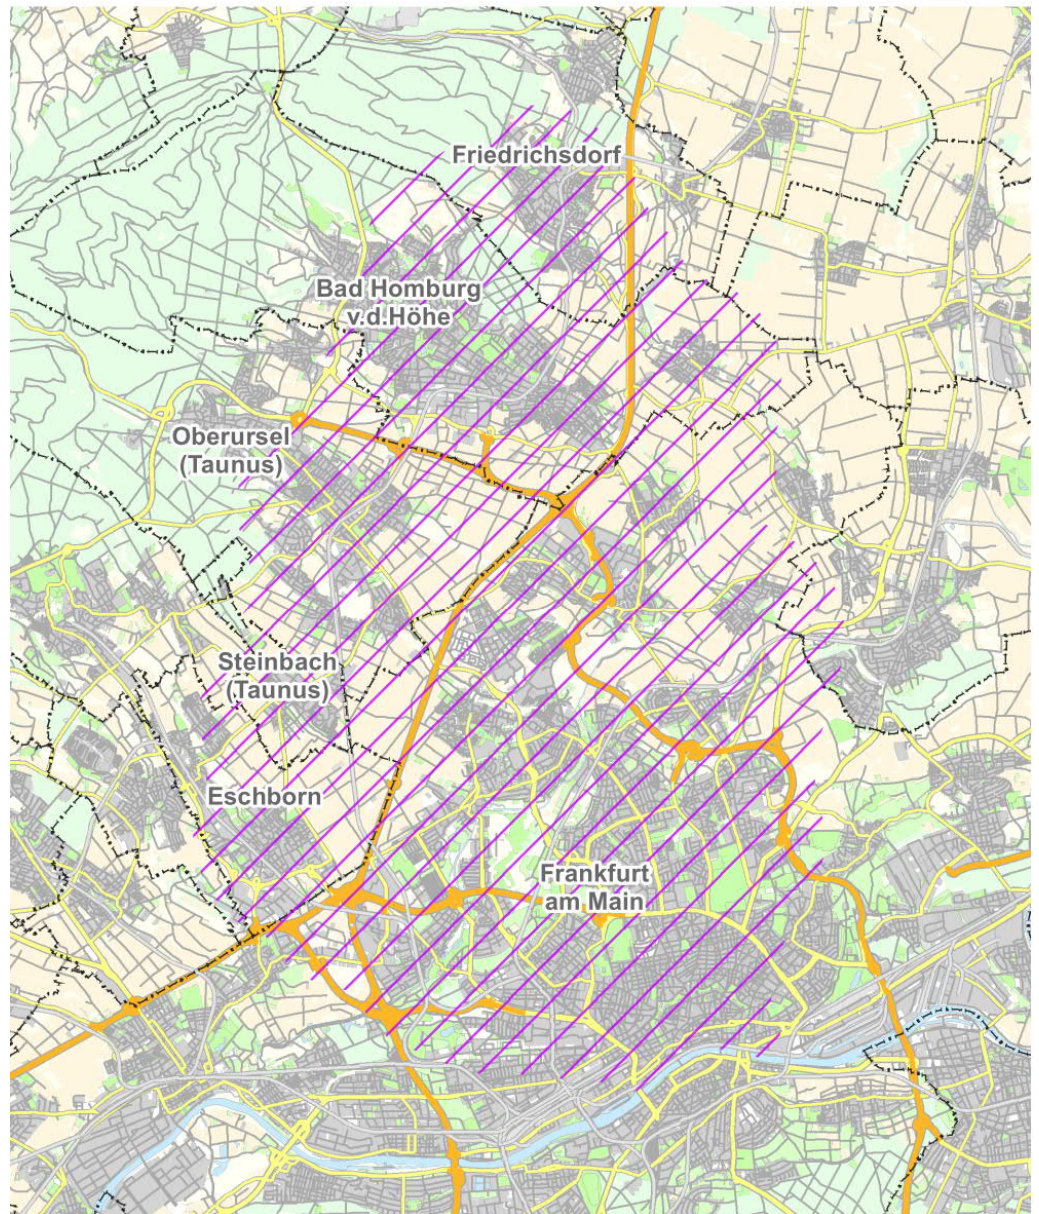 Friedrichsdorf
Bad Homburg
v.d.Höhe
Oberursel
(Taunus)
Steinbach
(Taunus)
Eschborn
Frankfurt
am Main